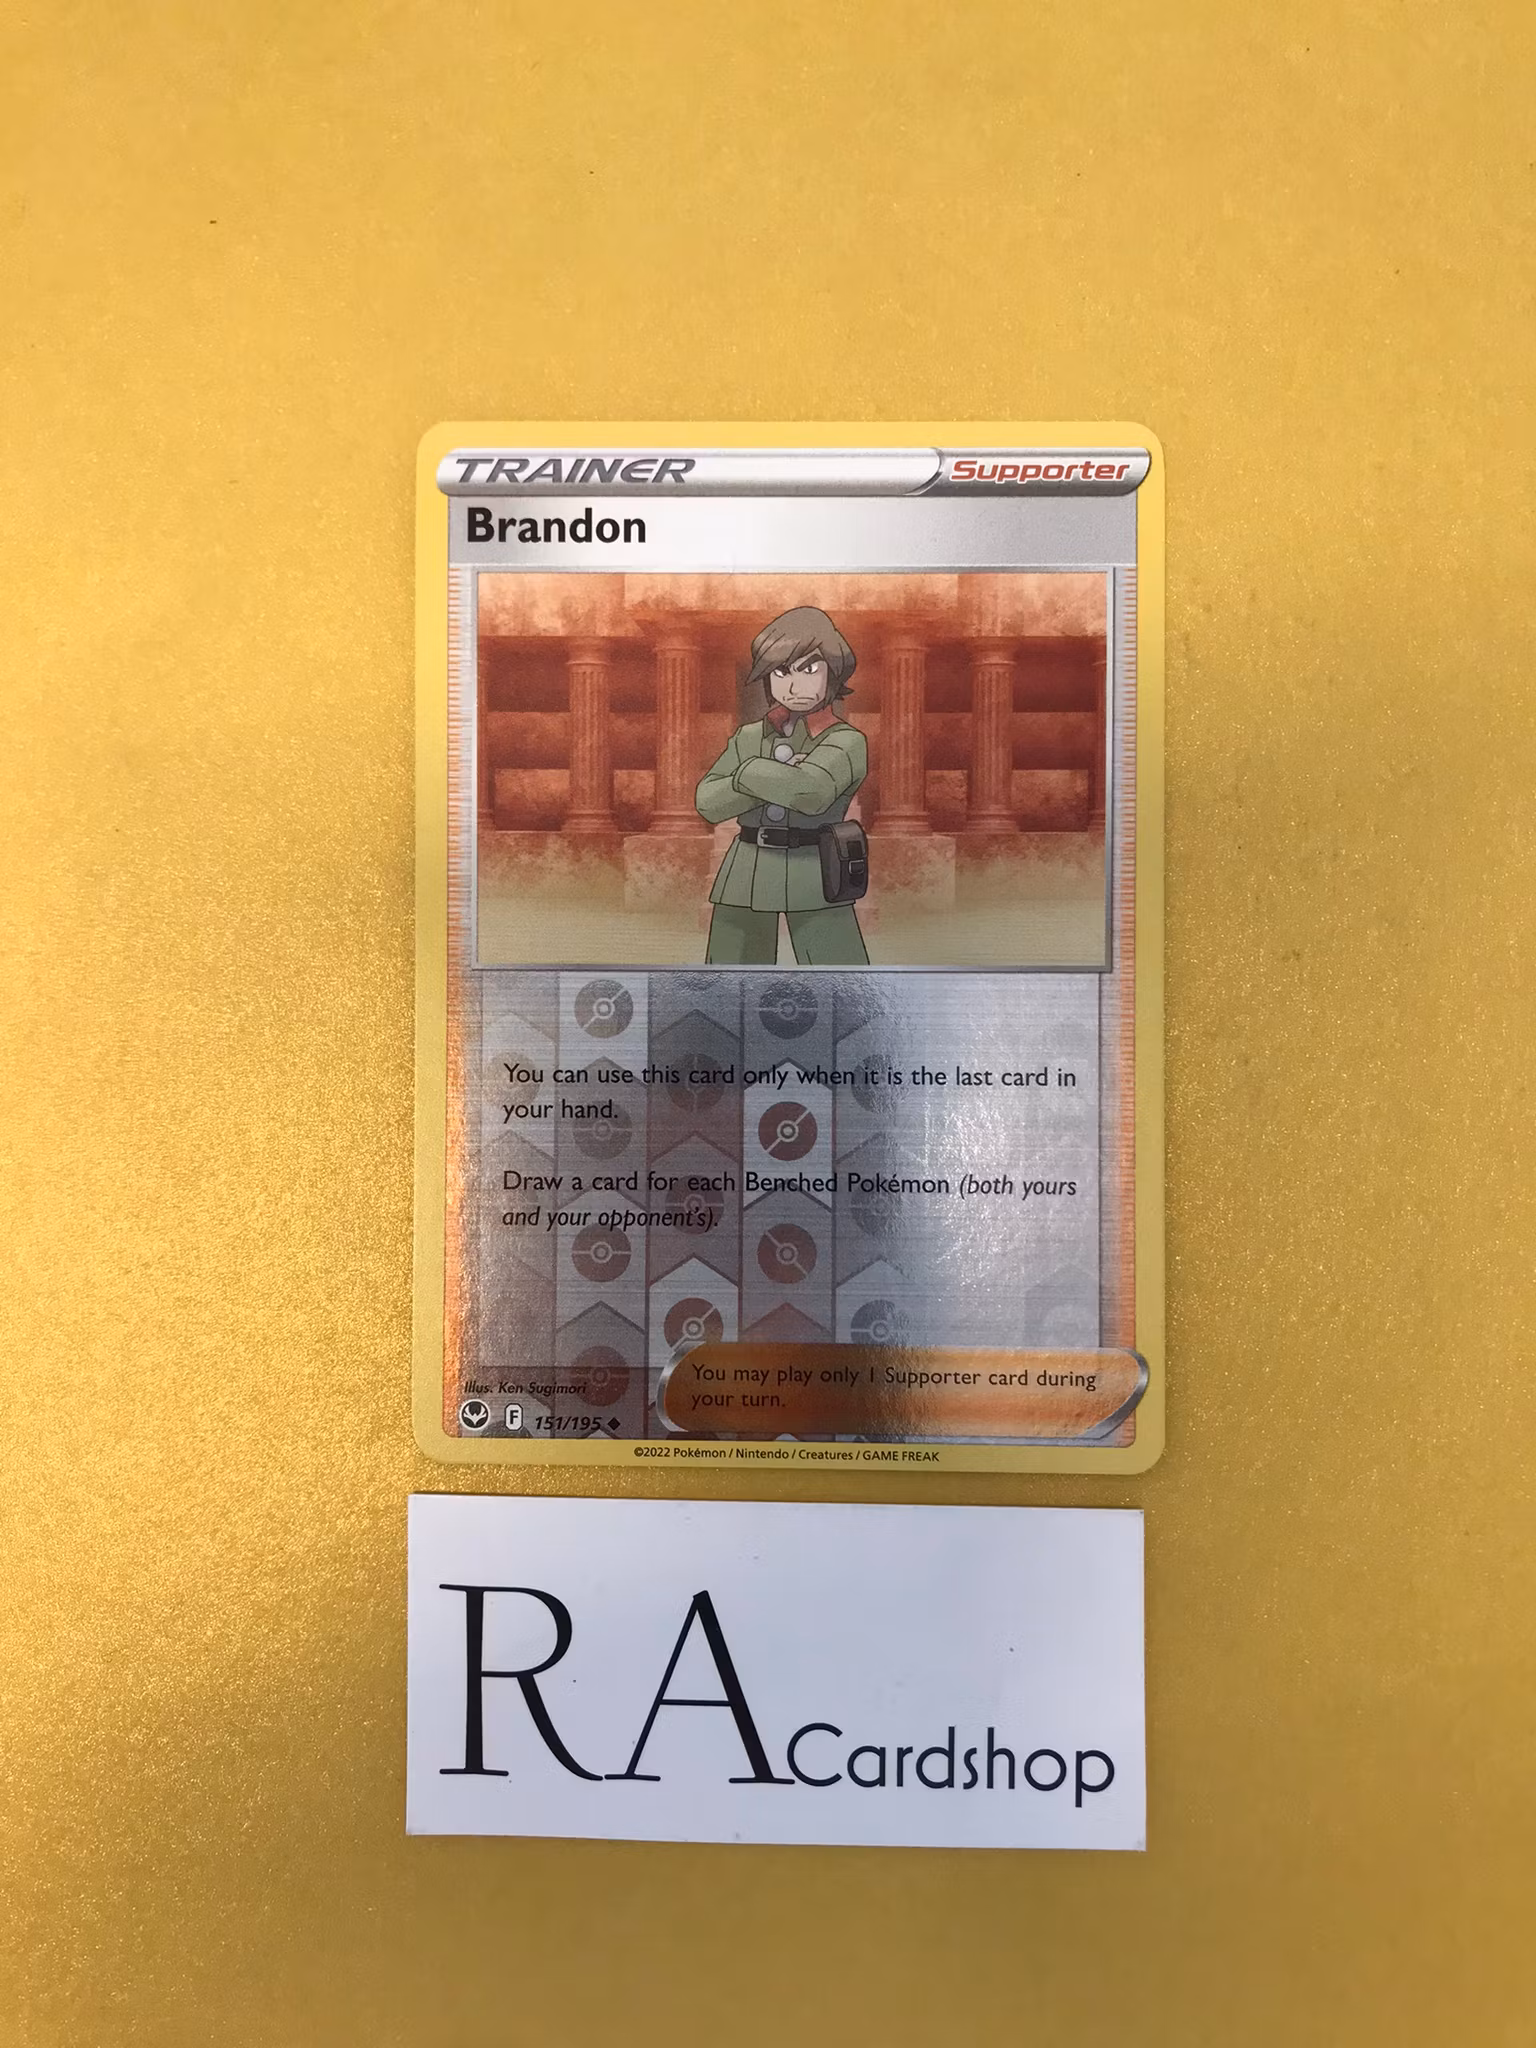 TRAINER
Supporter
Brandon
You can use this card only when it is the last card in
your hand.
Draw a card for each Benched Pokémon (both yours
and your opponent's).
You may play only 1 Supporter card during
your turn.
Illus. Ken Sugimori
F 151/195
©2022 Pokémon / Nintendo / Creatures / GAME FREAK
RA Cardshop